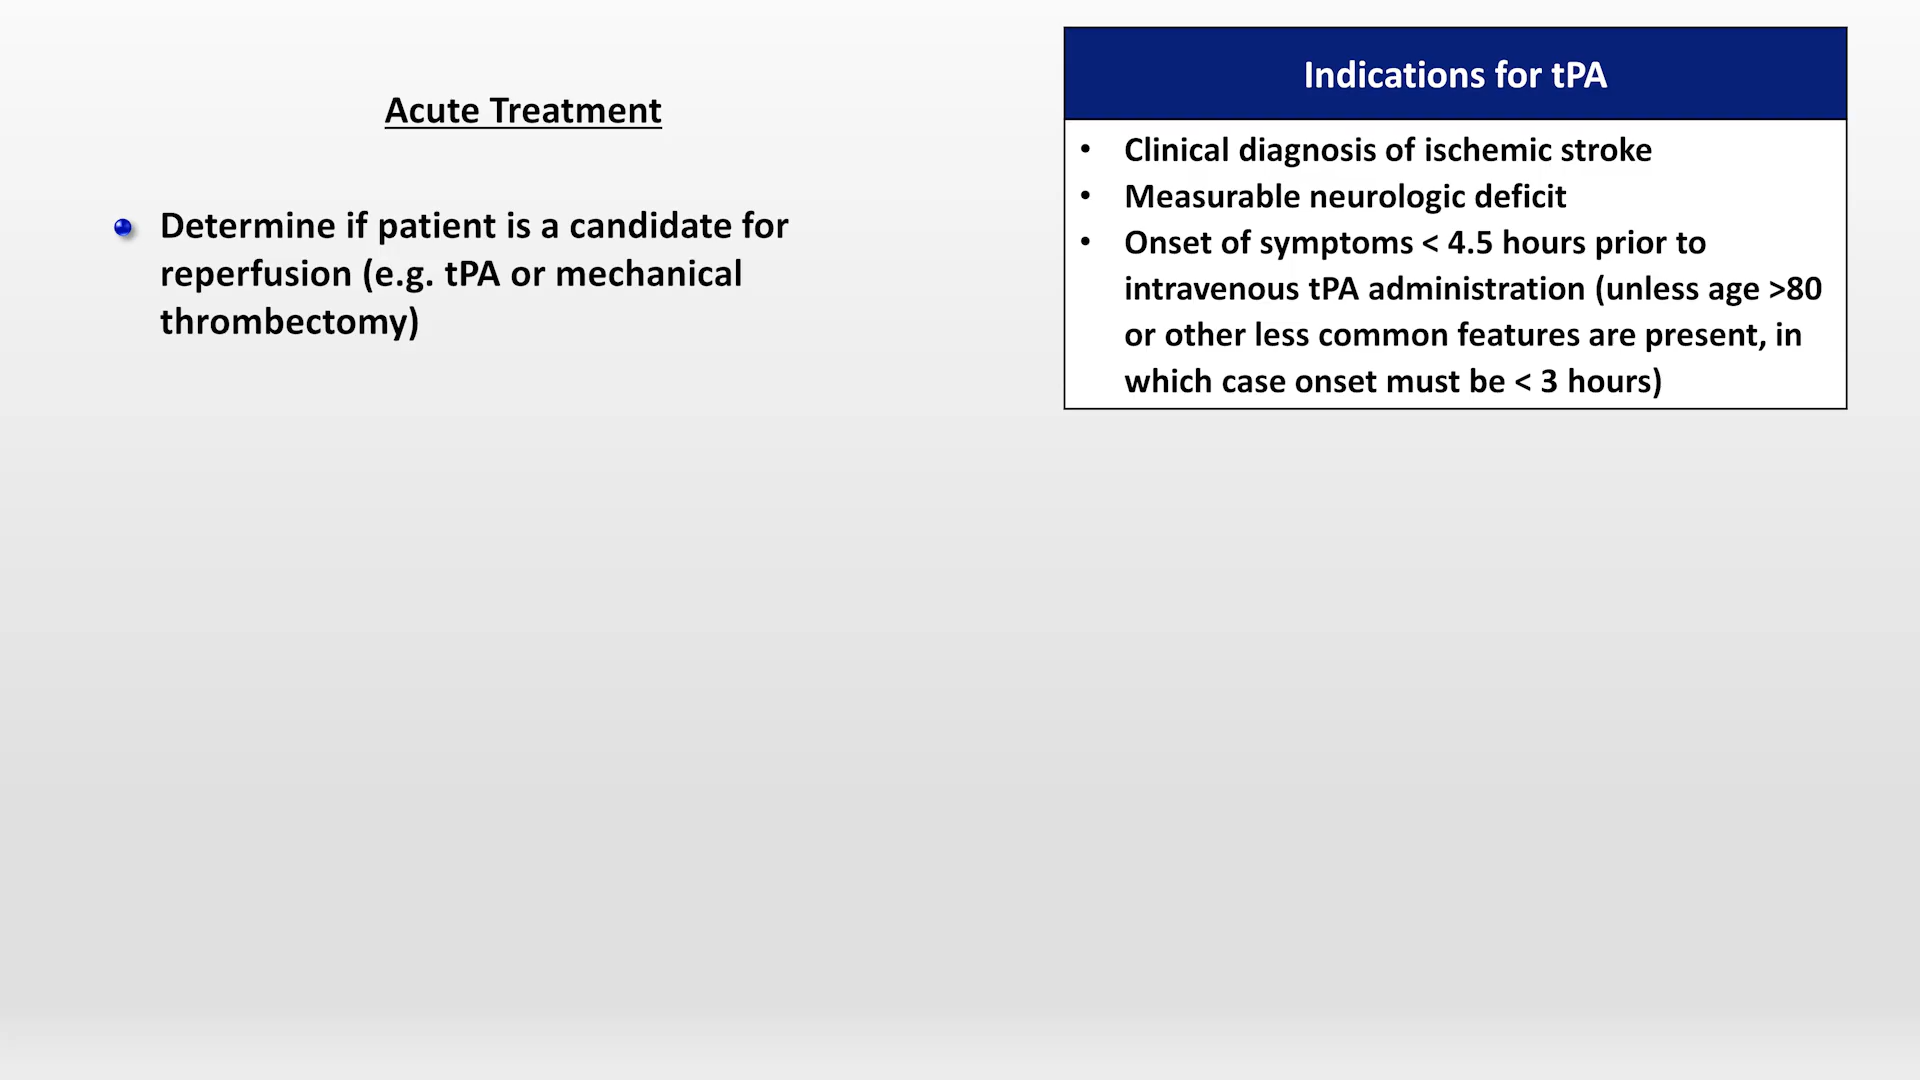 Acute Treatment
Determine if patient is a candidate for
reperfusion (e.g. tPA or mechanical
thrombectomy)
Indications for tPA
• Clinical diagnosis of ischemic stroke
• Measurable neurologic deficit
• Onset of symptoms < 4.5 hours prior to
intravenous tPA administration (unless age >80
or other less common features are present, in
which case onset must be < 3 hours)